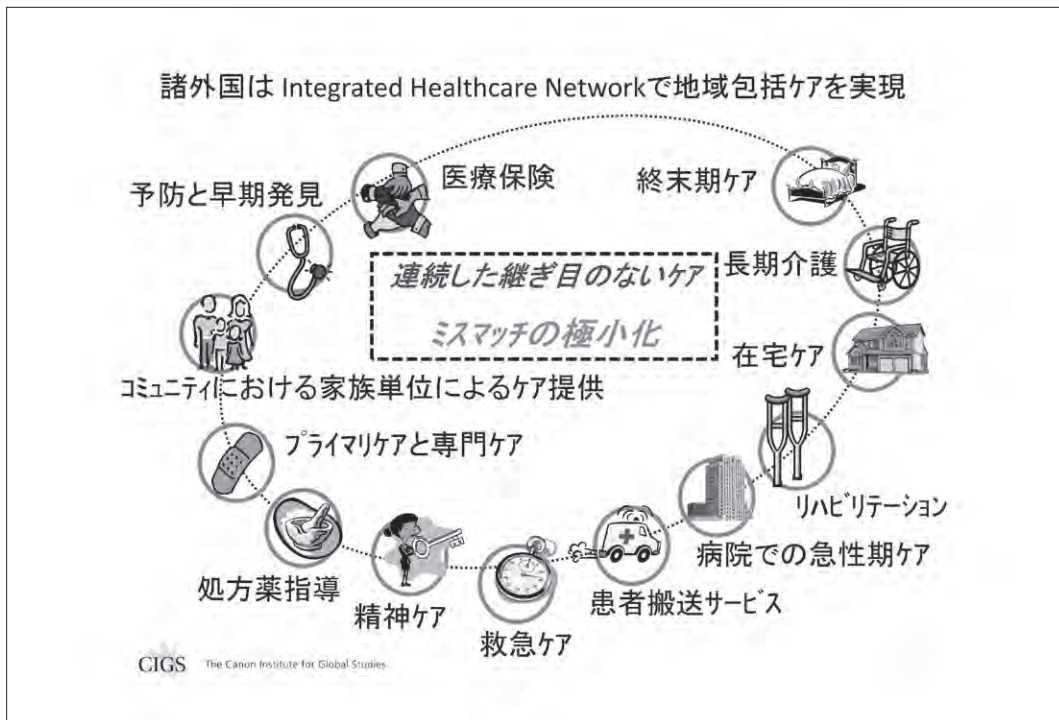 諸外国は Integrated Healthcare Networkで地域包括ケアを実現
医療保険
終末期ケア
予防と早期発見
長期介護
連続した継ぎ目のないケア
ミスマッチの極小化
在宅ケア
コミュニティにおける家族単位によるケア提供
プライマリケアと専門ケア
リハビリテーション
病院での急性期ケア
処方薬指導
患者搬送サービス
精神ケア
救急ケア
CIGS The Canon Institute for Global Studies